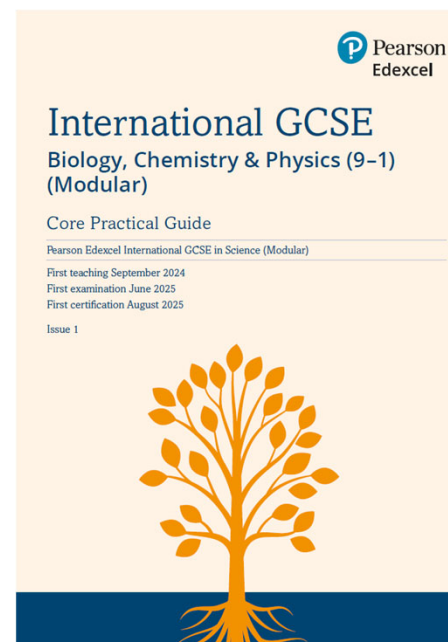 Pearson
Edexcel
International GCSE
Biology, Chemistry & Physics (9–1)
(Modular)
Core Practical Guide
Pearson Edexcel International GCSE in Science (Modular)
First teaching September 2024
First examination June 2025
First certification August 2025
Issue 1